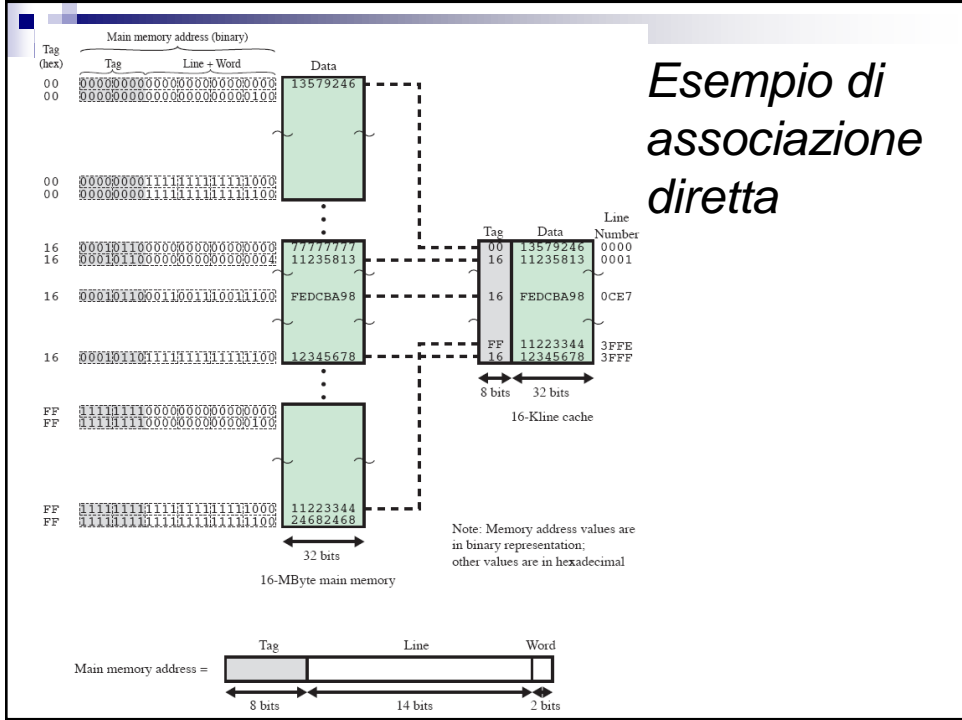 Esempio di
associazione
diretta
Main memory address (binary)
Tag
(hex)
Tag Line + Word Data
00 000000000000000000000000 13579246
00 000000000000000000000100
00 000000001111111111111000
00 000000001111111111111100
16 000101100000000000000000 77777777
16 000101100000000000000004 11235813
16 000101100011001110011100 FEDCBA98
16 000101101111111111111100 12345678
FF 111111110000000000000000
FF 111111110000000000000100
FF 111111111111111111111000 11223344
FF 111111111111111111111100 24682468
32 bits
16-MByte main memory
Tag Data Line
Number
00 13579246 0000
16 11235813 0001
16 FEDCBA98 0CE7
FF 11223344 3FFE
16 12345678 3FFF
8 bits 32 bits
16-Kline cache
Note: Memory address values are
in binary representation;
other values are in hexadecimal
Tag Line Word
Main memory address =
8 bits 14 bits 2 bits